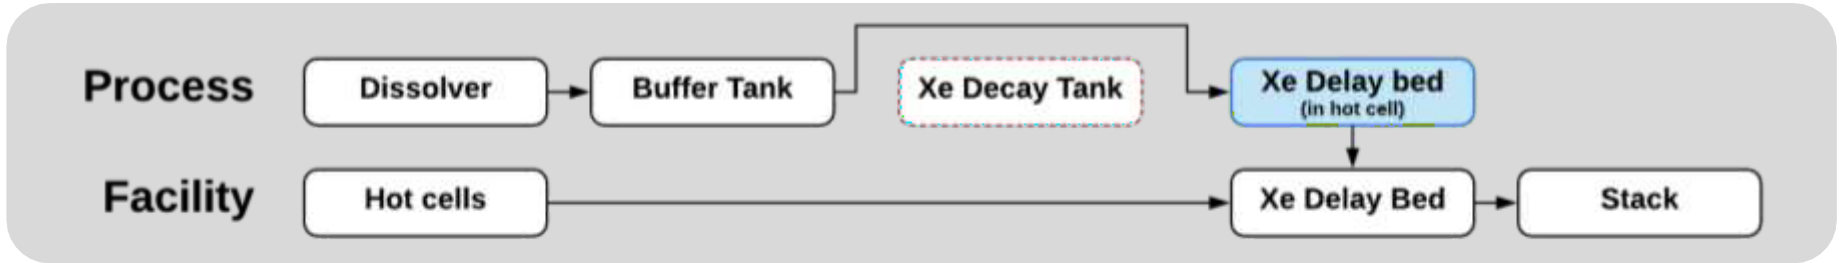 Process
Dissolver
Buffer Tank
Xe Decay Tank
Xe Delay bed
(in hot cell)
Facility
Hot cells
Xe Delay Bed
Stack